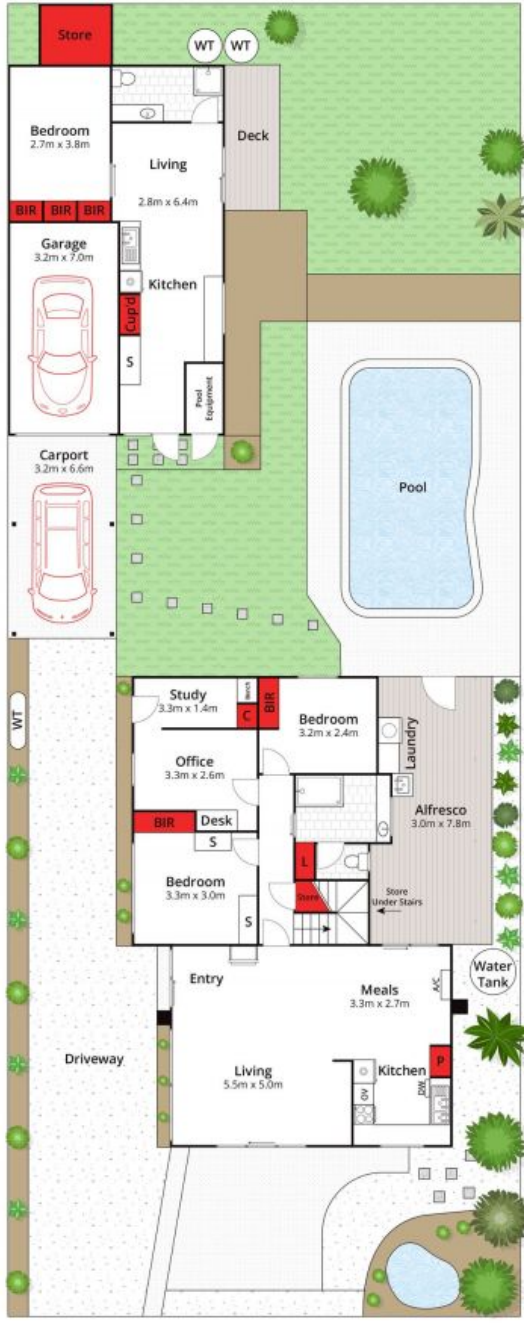 Store
WT
WT
Bedroom
2.7m x 3.8m
Deck
Living
2.8m x 6.4m
BIR
BIR
BIR
Garage
3.2m x 7.0m
Kitchen
Cup'd
S
Pool
Equipment
Carport
3.2m x 6.6m
Pool
WT
Study
3.3m x 1.4m
Bench
C
BIR
Bedroom
3.2m x 2.4m
Laundry
Office
3.3m x 2.6m
Alfresco
3.0m x 7.8m
BIR
Desk
S
L
Bedroom
3.3m x 3.0m
S
Store
Store
Under Stairs
Entry
Meals
3.3m x 2.7m
A/C
Water
Tank
Driveway
Living
5.5m x 5.0m
Kitchen
P
OV
DW